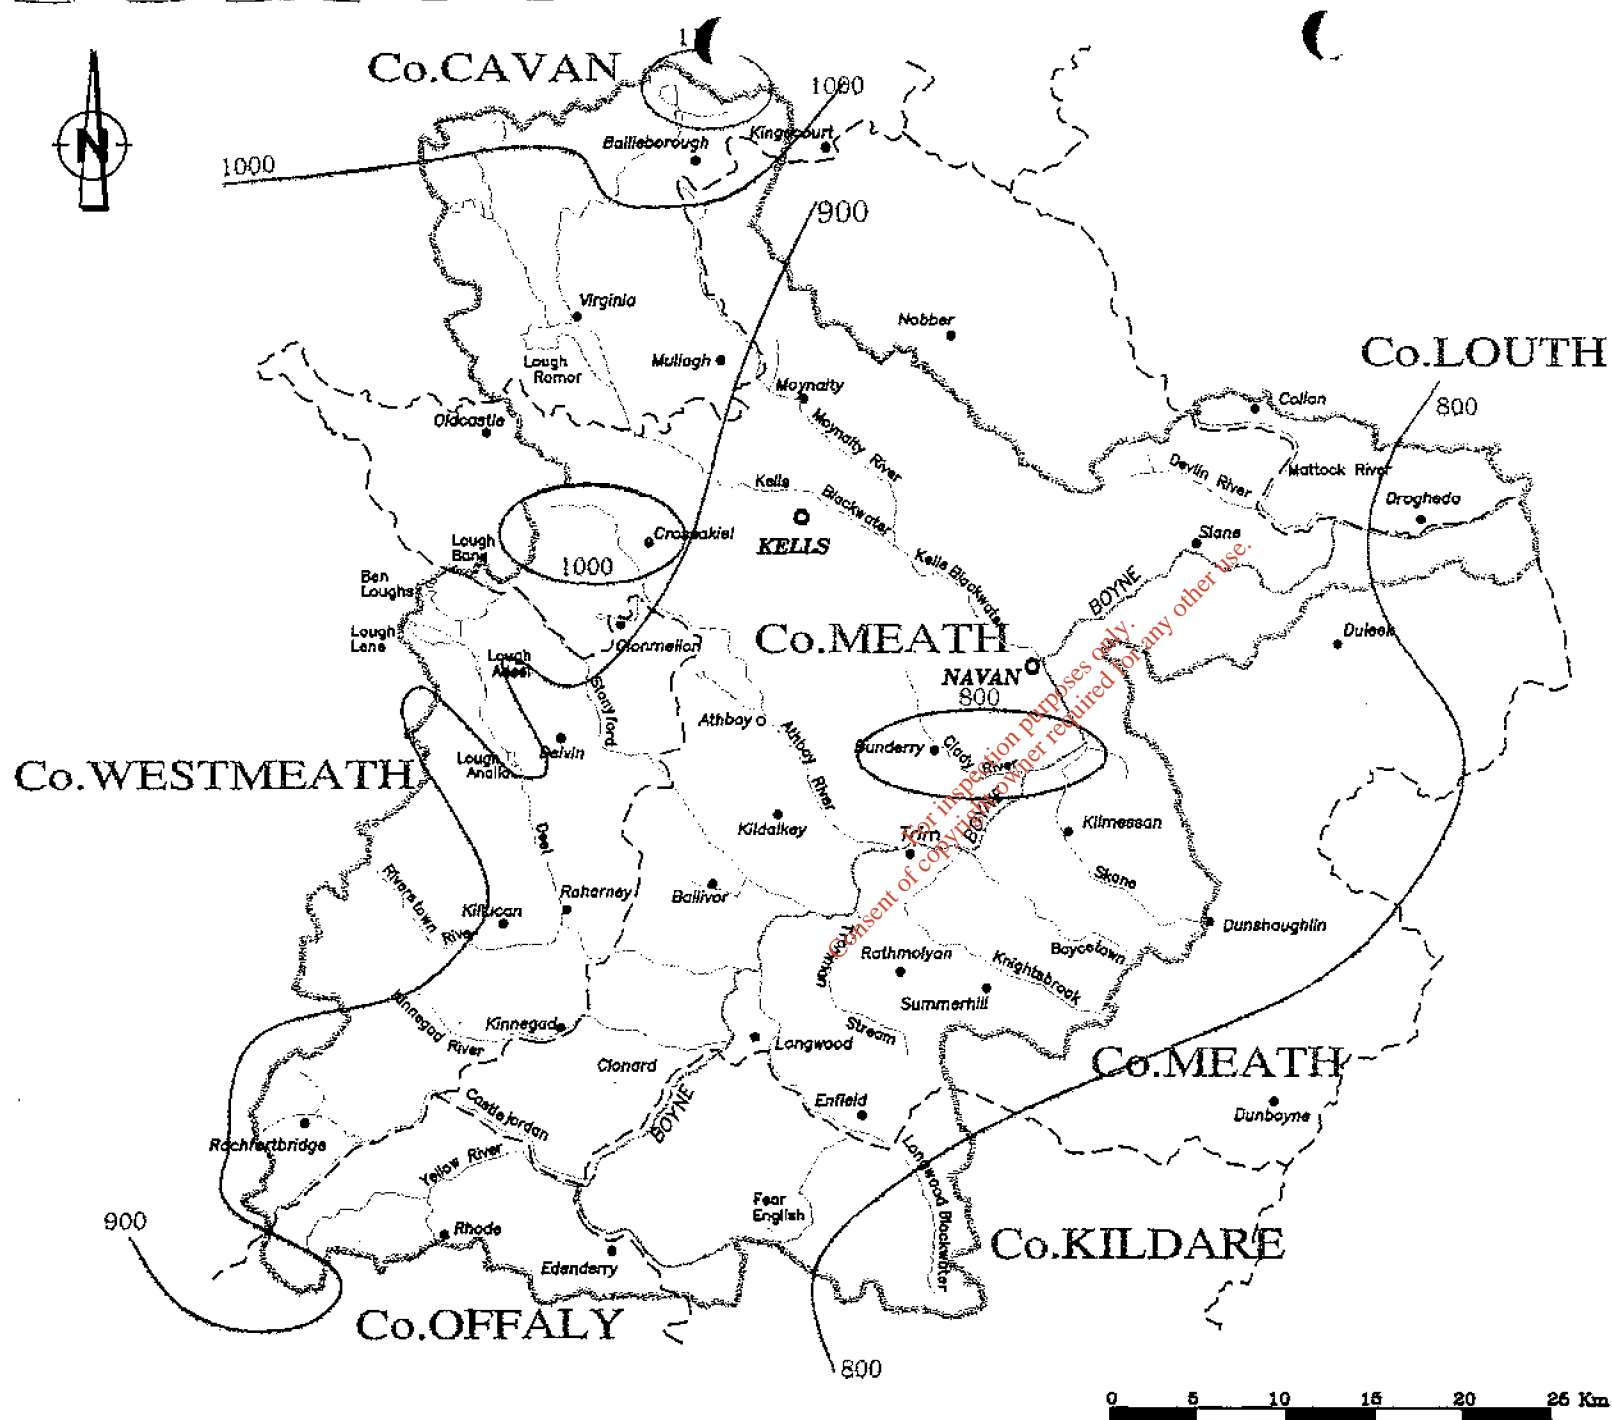 Co.CAVAN
1000
N
Bailieborough
Kingscourt
1000
900
Virginia
Nobber
Lough
Ramor
Mullagh
Co.LOUTH
Moynalty
Collon
800
Oldcastle
Moynalty River
Devlin River
Mattock River
Kells
Blackwater
Drogheda
Crossakiel
KELLS
Slane
Lough
Bane
1000
Ben
Loughs
Kells Blackwater
BOYNE
Lough
Lene
Clonmellon
Co.MEATH
Duleek
Lough
NAVAN
800
Stonyford
Athboy
Athboy River
Dunderry
Clady River
Delvin
Lough
Co.WESTMEATH
BOYNE
Kildalkey
Kilmessan
Trim
Deel
Skane
Riverstown
River
Killucan
Raharney
Ballivor
Dunshaughlin
Tromman
Stream
Rathmolyon
Boycetown
Knightsbrook
Summerhill
Kinnegad River
Kinnegad
Longwood
Clonard
Co.MEATH
BOYNE
Castlejordan
Enfield
Dunboyne
Rochfortbridge
Yellow River
Longwood Blackwater
Fear
English
900
Rhode
Co.KILDARE
Edenderry
Co.OFFALY
800
0 5 10 15 20 25 Km
For inspection purposes only.
Consent of copyright owner required for any other use.